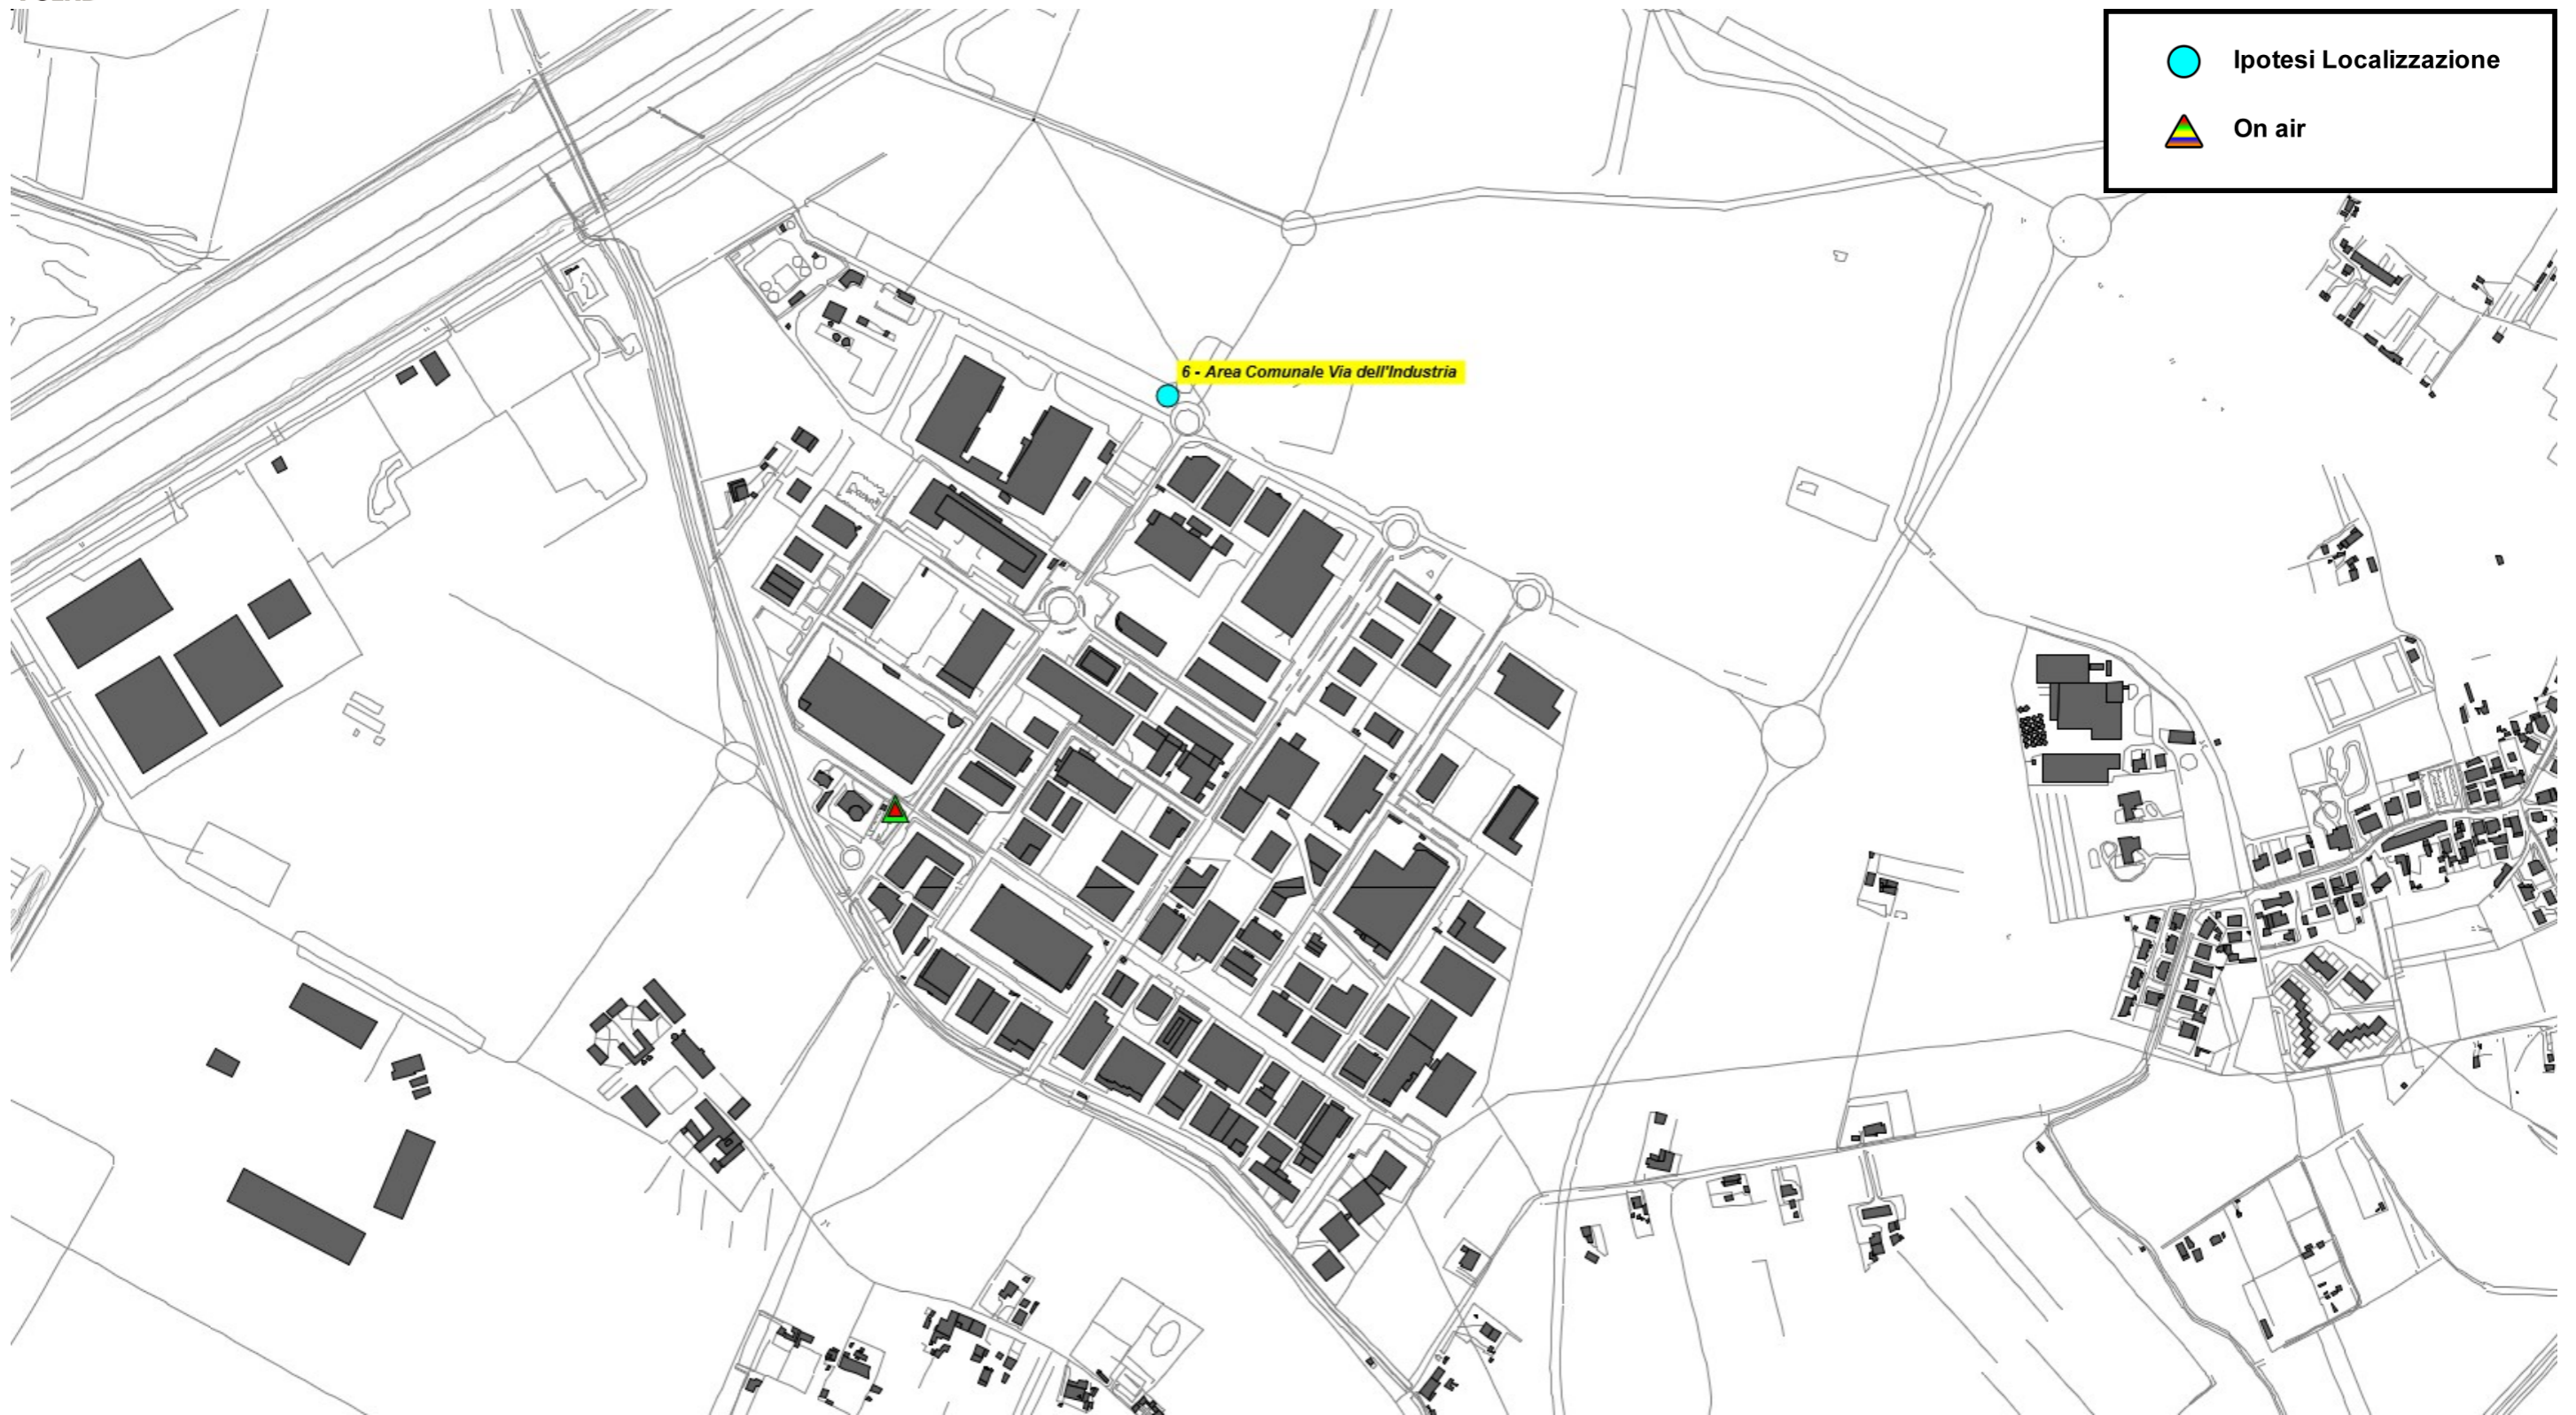 Ipotesi Localizzazione
On air
6 - Area Comunale Via dell'Industria